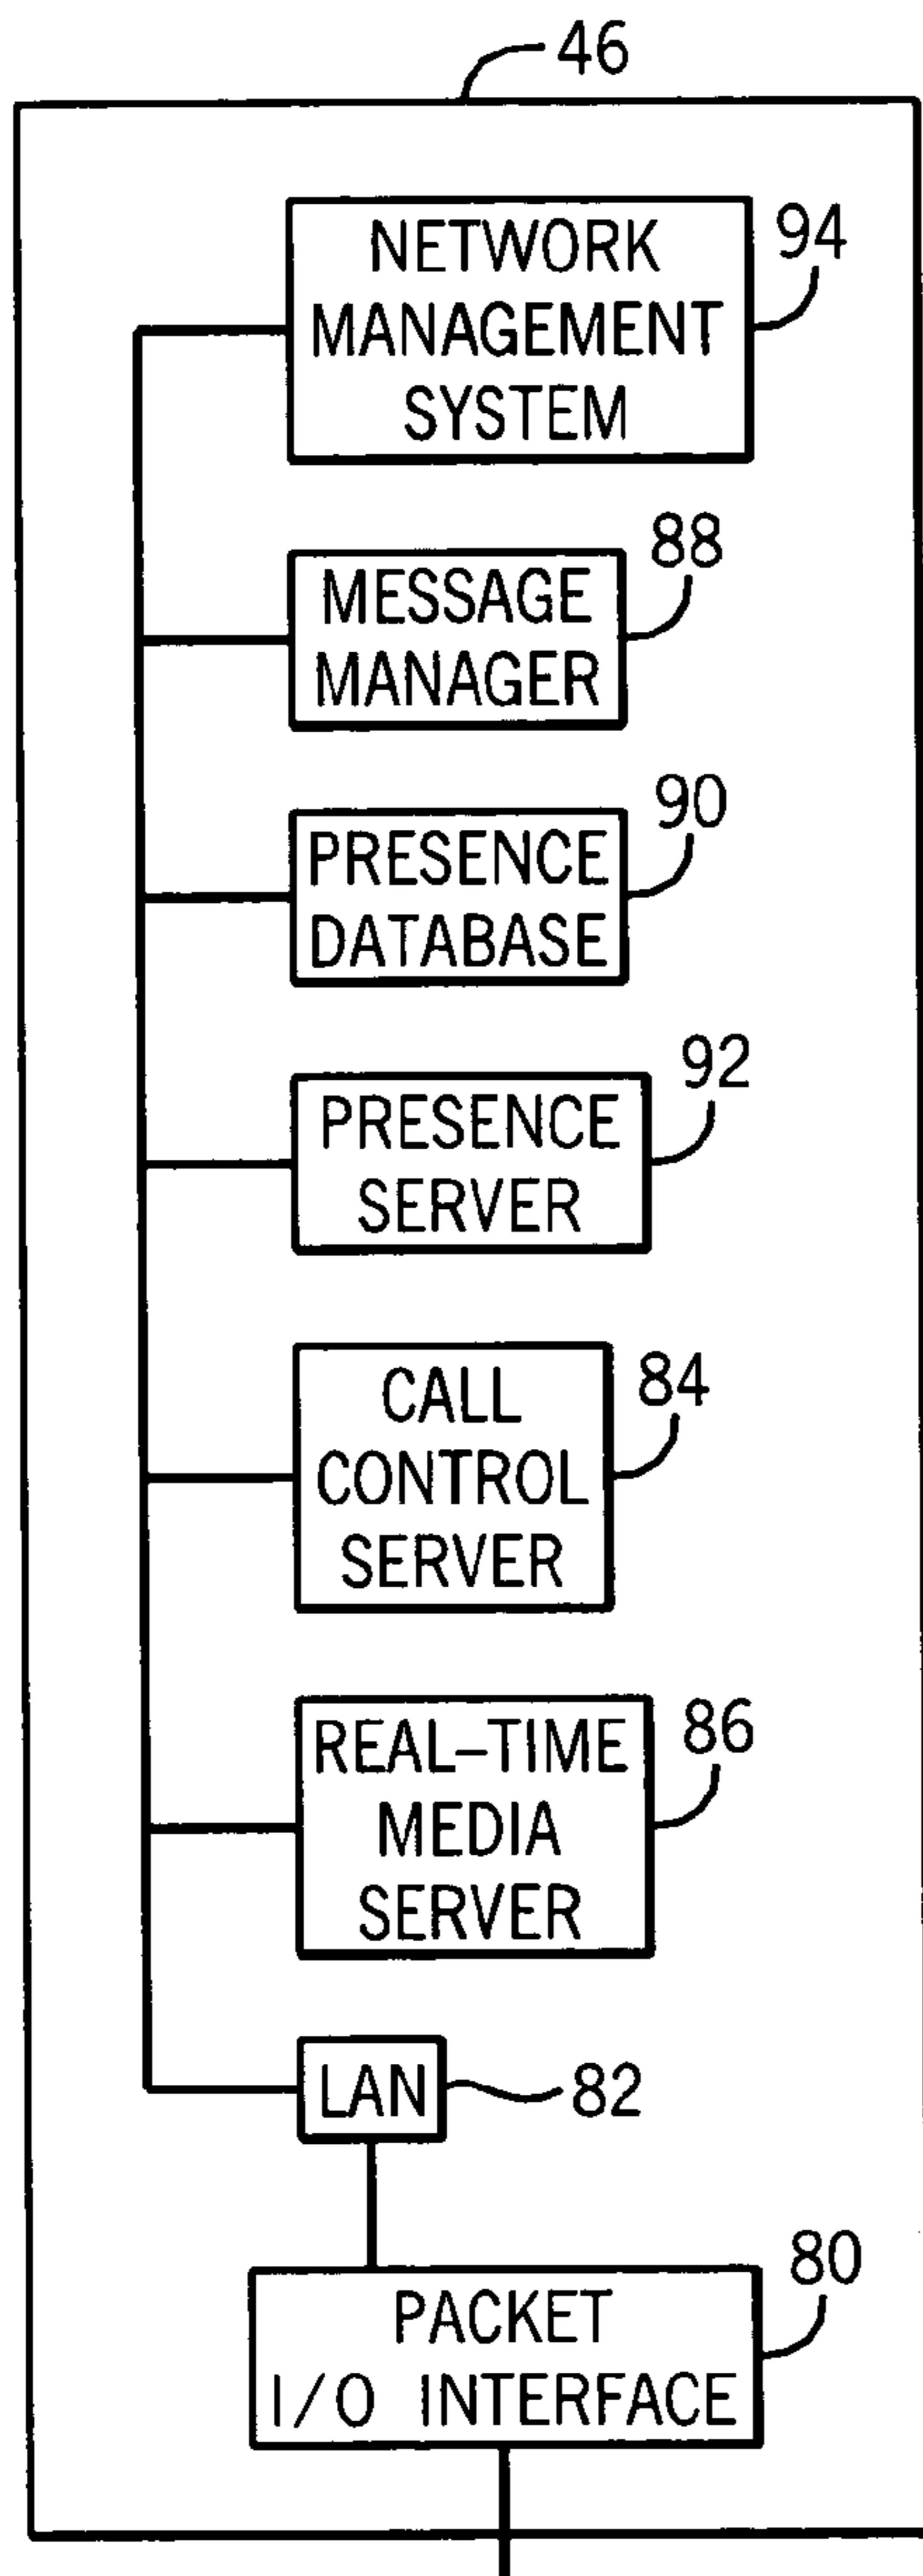 46
NETWORK
MANAGEMENT
SYSTEM
94
MESSAGE
MANAGER
88
PRESENCE
DATABASE
90
PRESENCE
SERVER
92
CALL
CONTROL
SERVER
84
REAL-TIME
MEDIA
SERVER
86
LAN
82
PACKET
I/O INTERFACE
80